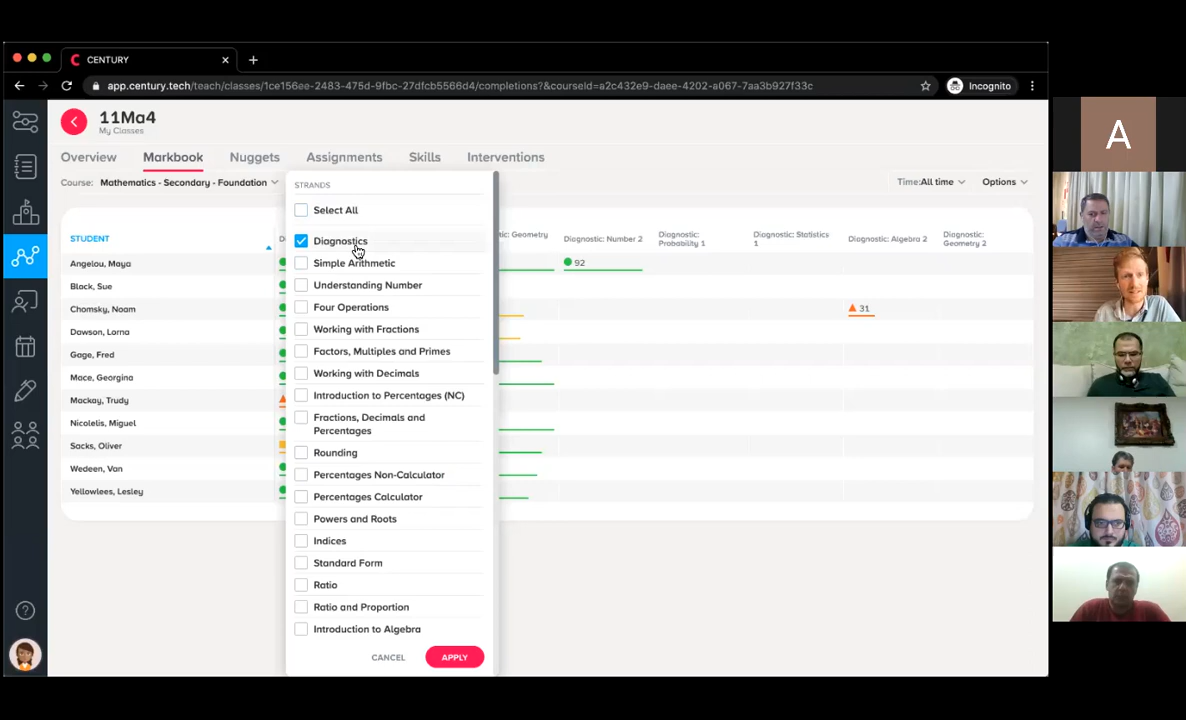 CENTURY
app.century.tech/teach/classes/1ce156ee-2483-475d-9fbc-27dfcb5566d4/completions?&courseId=a2c432e9-daee-4202-a067-7aa3b927f33c
Incognito
11Ma4
My Classes
Overview
Markbook
Nuggets
Assignments
Skills
Interventions
Course: Mathematics - Secondary - Foundation
Time: All time
Options
STRANDS
Select All
Diagnostics
Simple Arithmetic
Understanding Number
Four Operations
Working with Fractions
Factors, Multiples and Primes
Working with Decimals
Introduction to Percentages (NC)
Fractions, Decimals and
Percentages
Rounding
Percentages Non-Calculator
Percentages Calculator
Powers and Roots
Indices
Standard Form
Ratio
Ratio and Proportion
Introduction to Algebra
CANCEL
APPLY
STUDENT
Geometry
Diagnostic: Number 2
Diagnostic:
Probability 1
Diagnostic: Statistics
1
Diagnostic: Algebra 2
Diagnostic:
Geometry 2
Angelou, Maya
92
Black, Sue
Chomsky, Noam
31
Dawson, Lorna
Gage, Fred
Mace, Georgina
Mackay, Trudy
Nicolelis, Miguel
Sacks, Oliver
Wedeen, Van
Yellowlees, Lesley
A